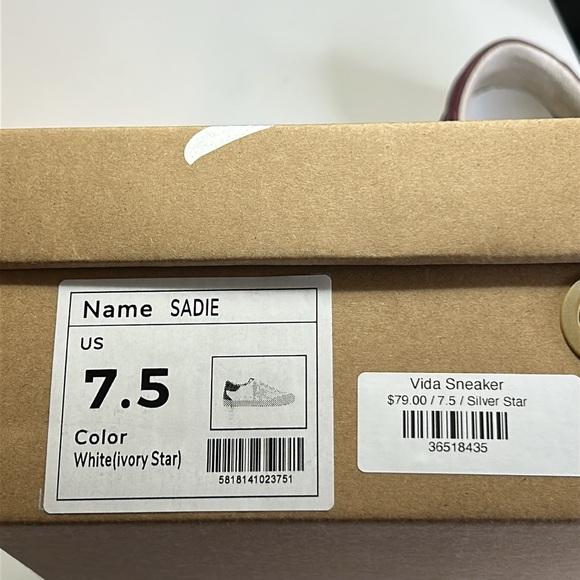 Name SADIE
US
7.5
Color
White(ivory Star)
5818141023751
Vida Sneaker
$79.00 / 7.5 / Silver Star
36518435